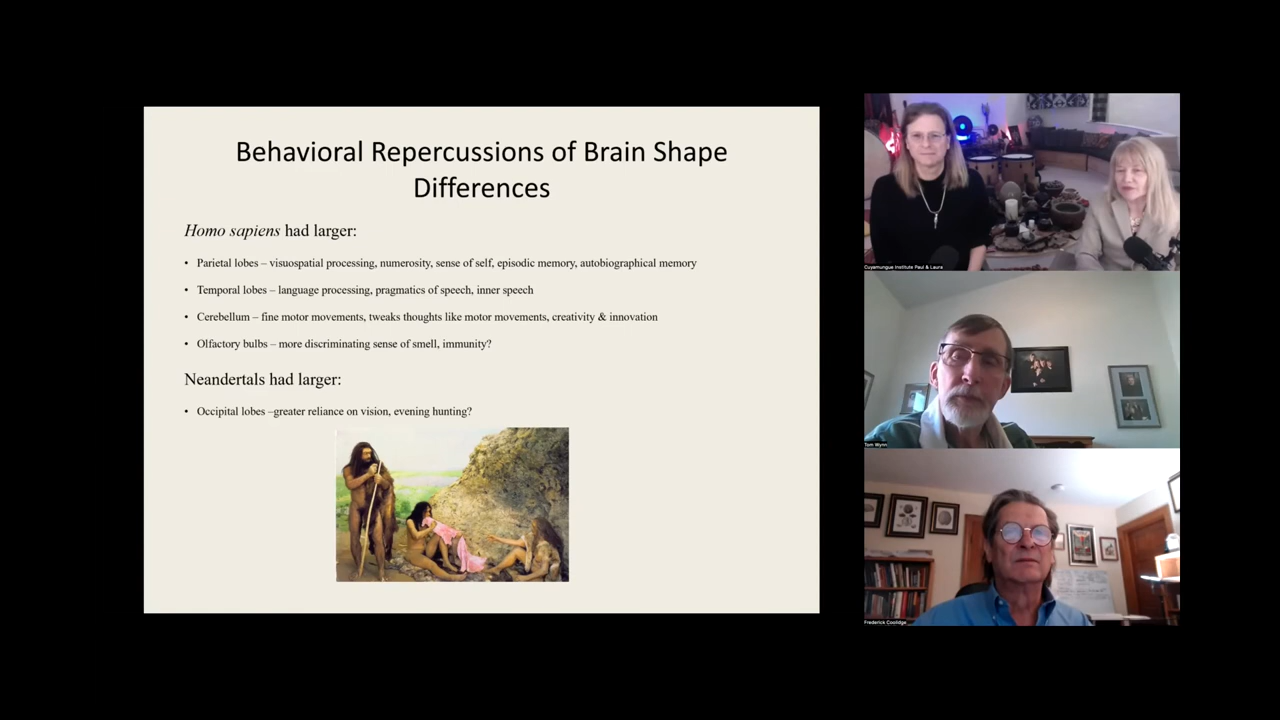 Behavioral Repercussions of Brain Shape
Differences
Homo sapiens had larger:
• Parietal lobes – visuospatial processing, numerosity, sense of self, episodic memory, autobiographical memory
• Temporal lobes – language processing, pragmatics of speech, inner speech
• Cerebellum – fine motor movements, tweaks thoughts like motor movements, creativity & innovation
• Olfactory bulbs – more discriminating sense of smell, immunity?
Neandertals had larger:
• Occipital lobes –greater reliance on vision, evening hunting?
Cuyamungue Institute Paul & Laura
Tom Wynn
Frederick Coolidge